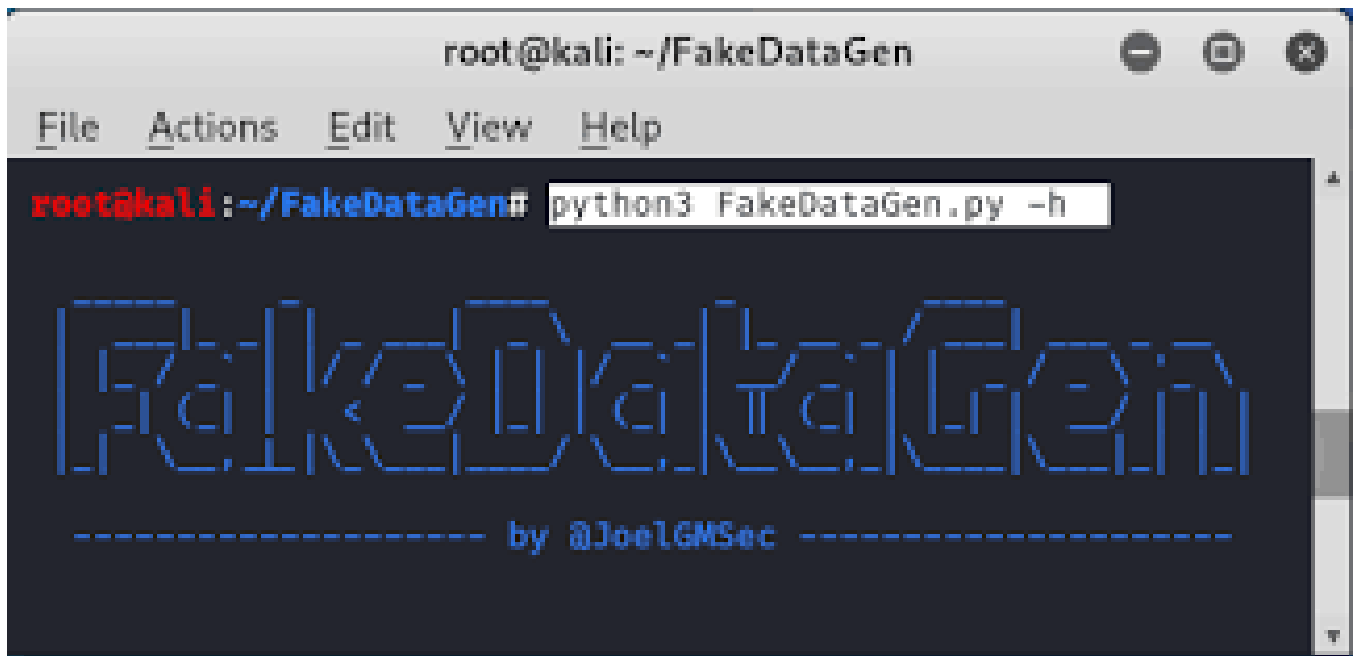 root@kali: ~/FakeDataGen
File Actions Edit View Help
root@kali:~/FakeDataGen# python3 FakeDataGen.py -h
FakeDataGen
-------------------- by @JoelGMSec ---------------------